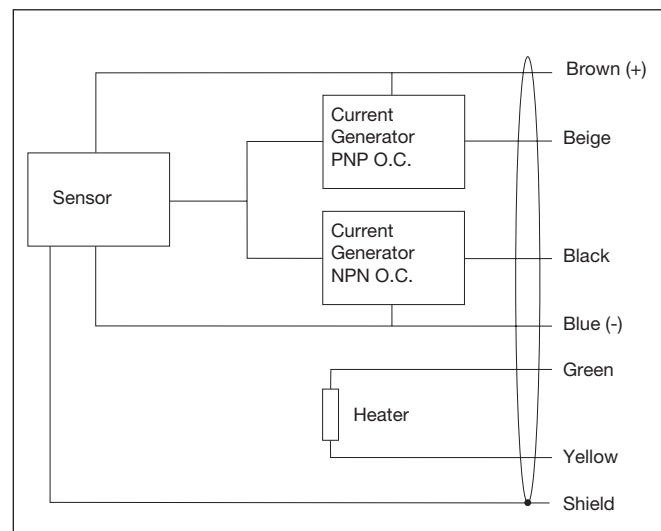 Brown (+)
Current
Generator
PNP O.C.
Beige
Sensor
Current
Generator
NPN O.C.
Black
Blue (-)
Green
Heater
Yellow
Shield